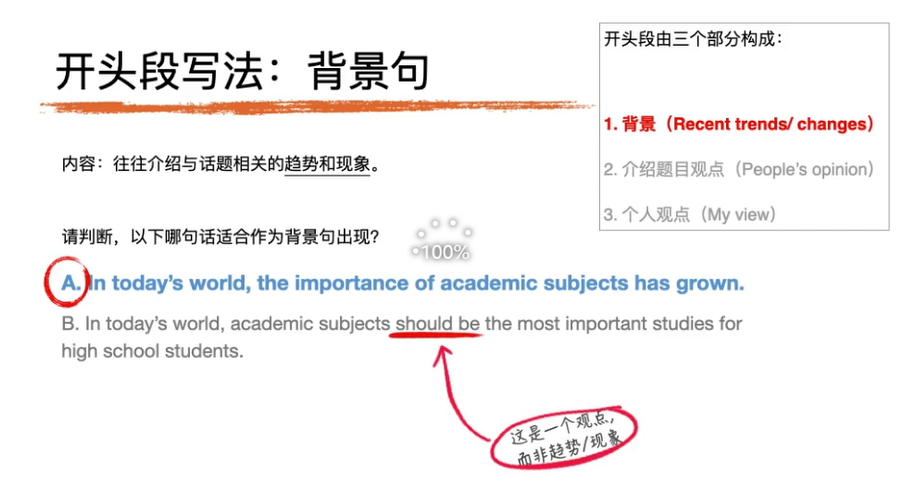 开头段写法：背景句
开头段由三个部分构成：
1. 背景（Recent trends/ changes）
2. 介绍题目观点（People’s opinion）
3. 个人观点（My view）
内容：往往介绍与话题相关的趋势和现象。
请判断，以下哪句话适合作为背景句出现？
100%
A. In today’s world, the importance of academic subjects has grown.
B. In today’s world, academic subjects should be the most important studies for
high school students.
这是一个观点，
而非趋势/现象